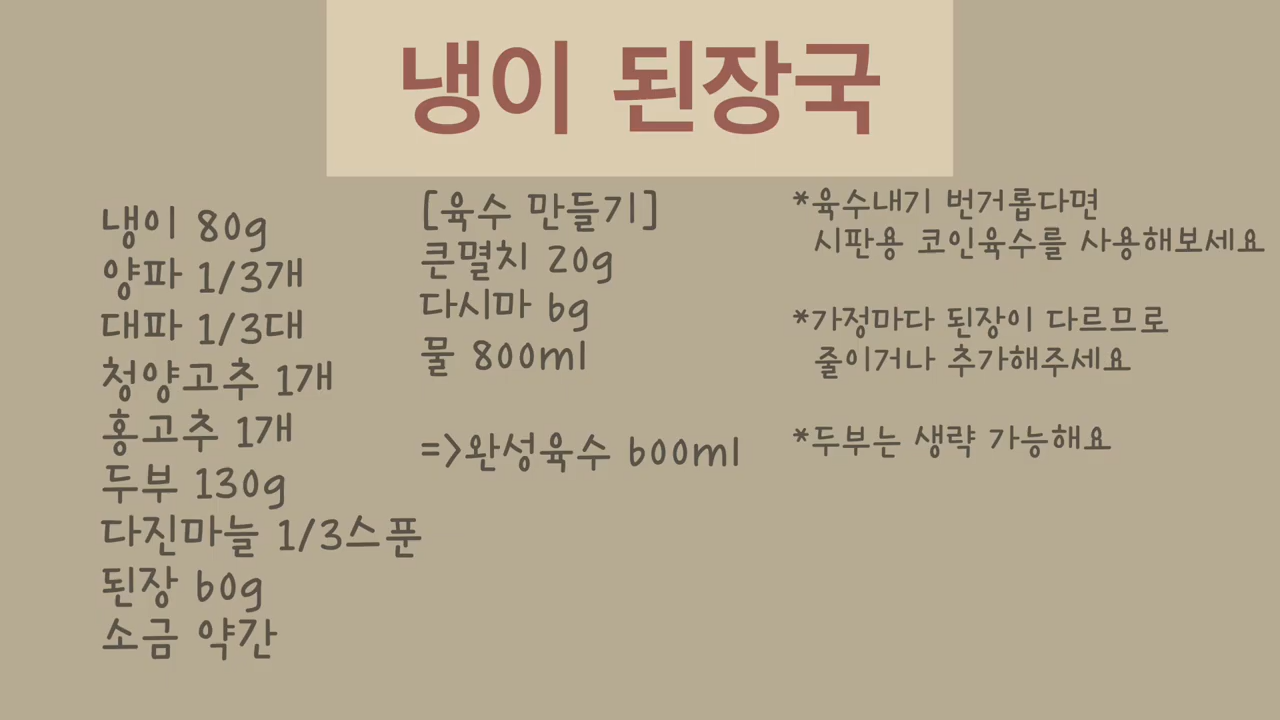 냉이 된장국
냉이 80g
양파 1/3개
대파 1/3대
청양고추 1개
홍고추 1개
두부 130g
다진마늘 1/3스푼
된장 60g
소금 약간
[육수 만들기]
큰멸치 20g
다시마 6g
물 800ml
=>완성육수 600ml
*육수내기 번거롭다면
시판용 코인육수를 사용해보세요
*가정마다 된장이 다르므로
줄이거나 추가해주세요
*두부는 생략 가능해요